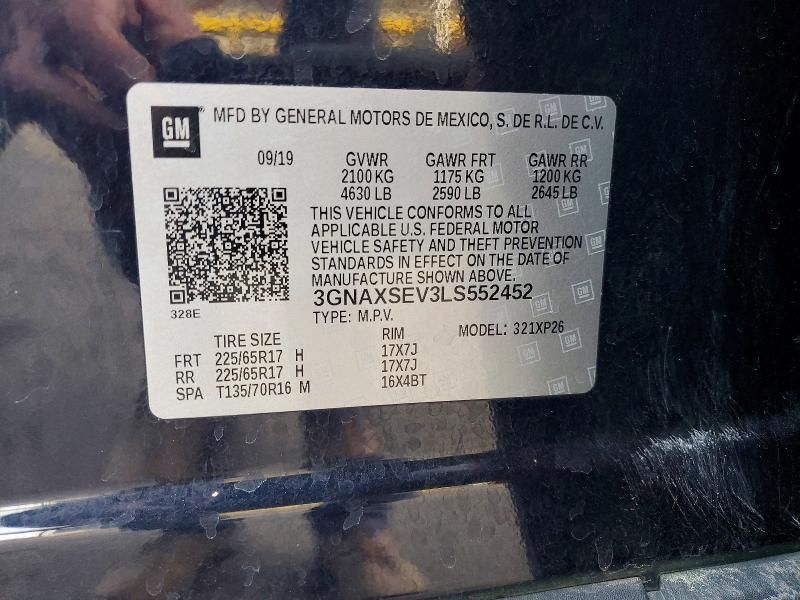 GM MFD BY GENERAL MOTORS DE MEXICO, S. DE R.L. DE C.V.
09/19 GVWR GAWR FRT GAWR RR
2100 KG 1175 KG 1200 KG
4630 LB 2590 LB 2645 LB
THIS VEHICLE CONFORMS TO ALL
APPLICABLE U.S. FEDERAL MOTOR
VEHICLE SAFETY AND THEFT PREVENTION
STANDARDS IN EFFECT ON THE DATE OF
MANUFACTURE SHOWN ABOVE.
3GNAXSEV3LS552452
328E
TYPE: M.P.V. MODEL: 321XP26
TIRE SIZE RIM
FRT 225/65R17 H 17X7J
RR 225/65R17 H 17X7J
SPA T135/70R16 M 16X4BT